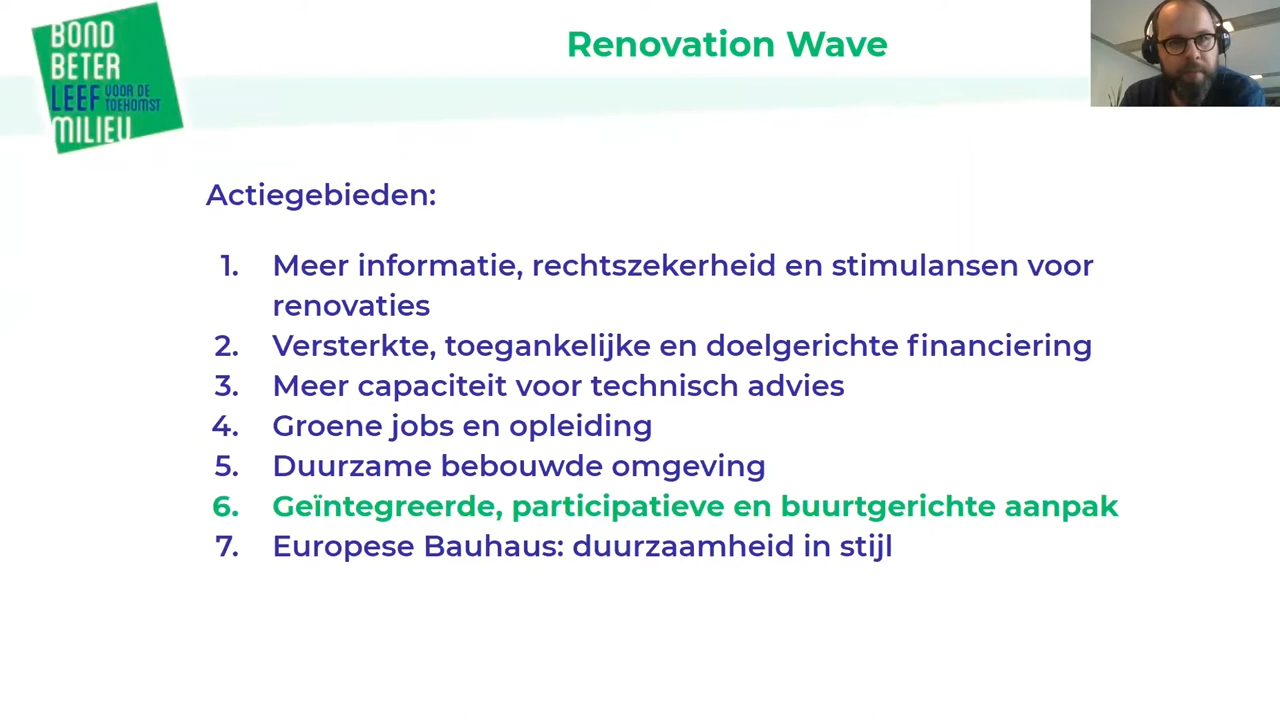 BOND
BETER
LEEF VOOR DE TOEKOMST
MILIEU
Renovation Wave
Actiegebieden:
1. Meer informatie, rechtszekerheid en stimulansen voor
renovaties
2. Versterkte, toegankelijke en doelgerichte financiering
3. Meer capaciteit voor technisch advies
4. Groene jobs en opleiding
5. Duurzame bebouwde omgeving
6. Geïntegreerde, participatieve en buurtgerichte aanpak
7. Europese Bauhaus: duurzaamheid in stijl